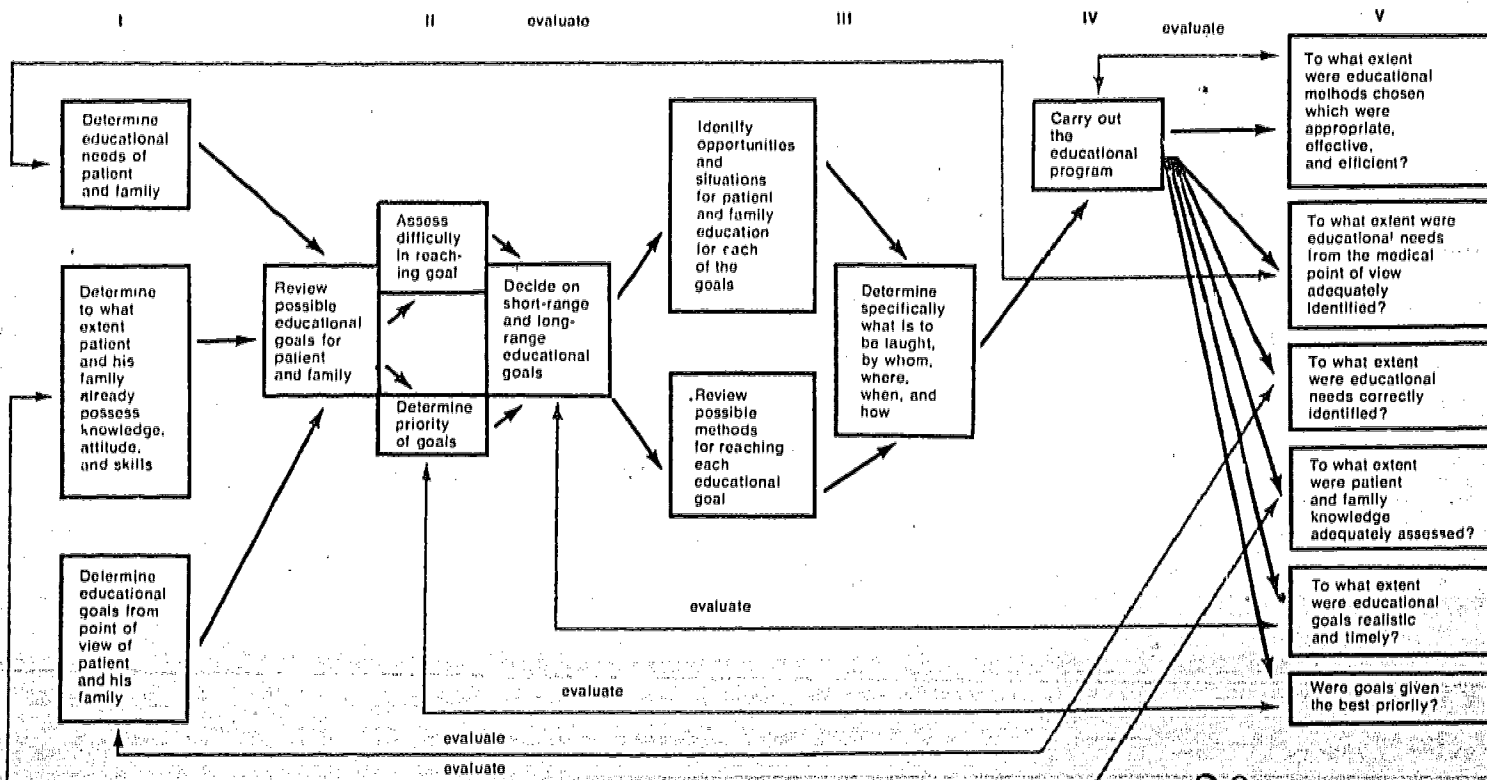 I
II
evaluate
III
IV
V
evaluate
Determine
educational
needs of
patient
and family
Determine
to what
extent
patient
and his
family
already
possess
knowledge,
attitude,
and skills
Determine
educational
goals from
point of
view of
patient
and his
family
Review
possible
educational
goals for
patient
and family
Assess
difficulty
in reach-
ing goal
Determine
priority
of goals
Decide on
short-range
and long-
range
educational
goals
Identify
opportunities
and
situations
for patient
and family
education
for each
of the
goals
Review
possible
methods
for reaching
each
educational
goal
Determine
specifically
what is to
be taught,
by whom,
where,
when, and
how
Carry out
the
educational
program
To what extent
were educational
methods chosen
which were
appropriate,
effective,
and efficient?
To what extent were
educational needs
from the medical
point of view
adequately
identified?
To what extent
were educational
needs correctly
identified?
To what extent
were patient
and family
knowledge
adequately assessed?
To what extent
were educational
goals realistic
and timely?
Were goals given
the best priority?
evaluate
evaluate
evaluate
evaluate